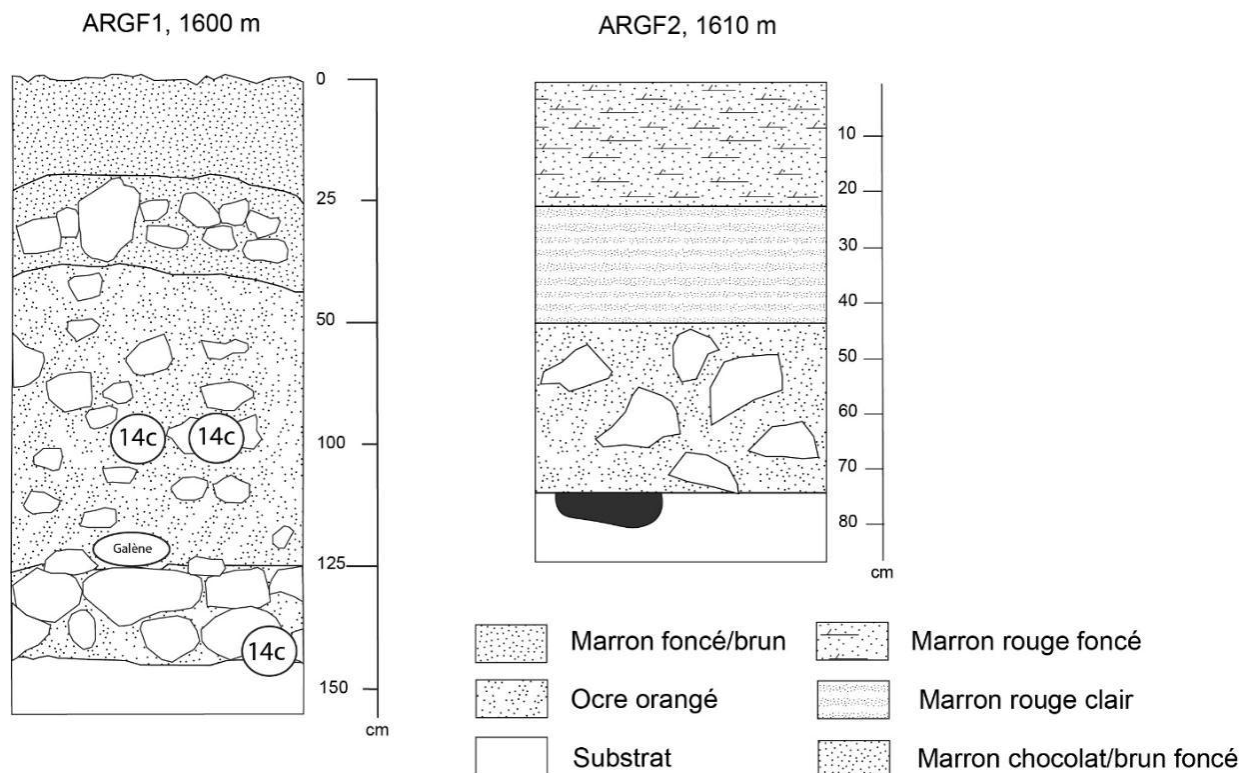 ARGF1, 1600 m
0
25
50
100
125
150
cm
14c
14c
Galène
14c
ARGF2, 1610 m
10
20
30
40
50
60
70
80
cm
Marron foncé/brun
Ocre orangé
Substrat
Marron rouge foncé
Marron rouge clair
Marron chocolat/brun foncé